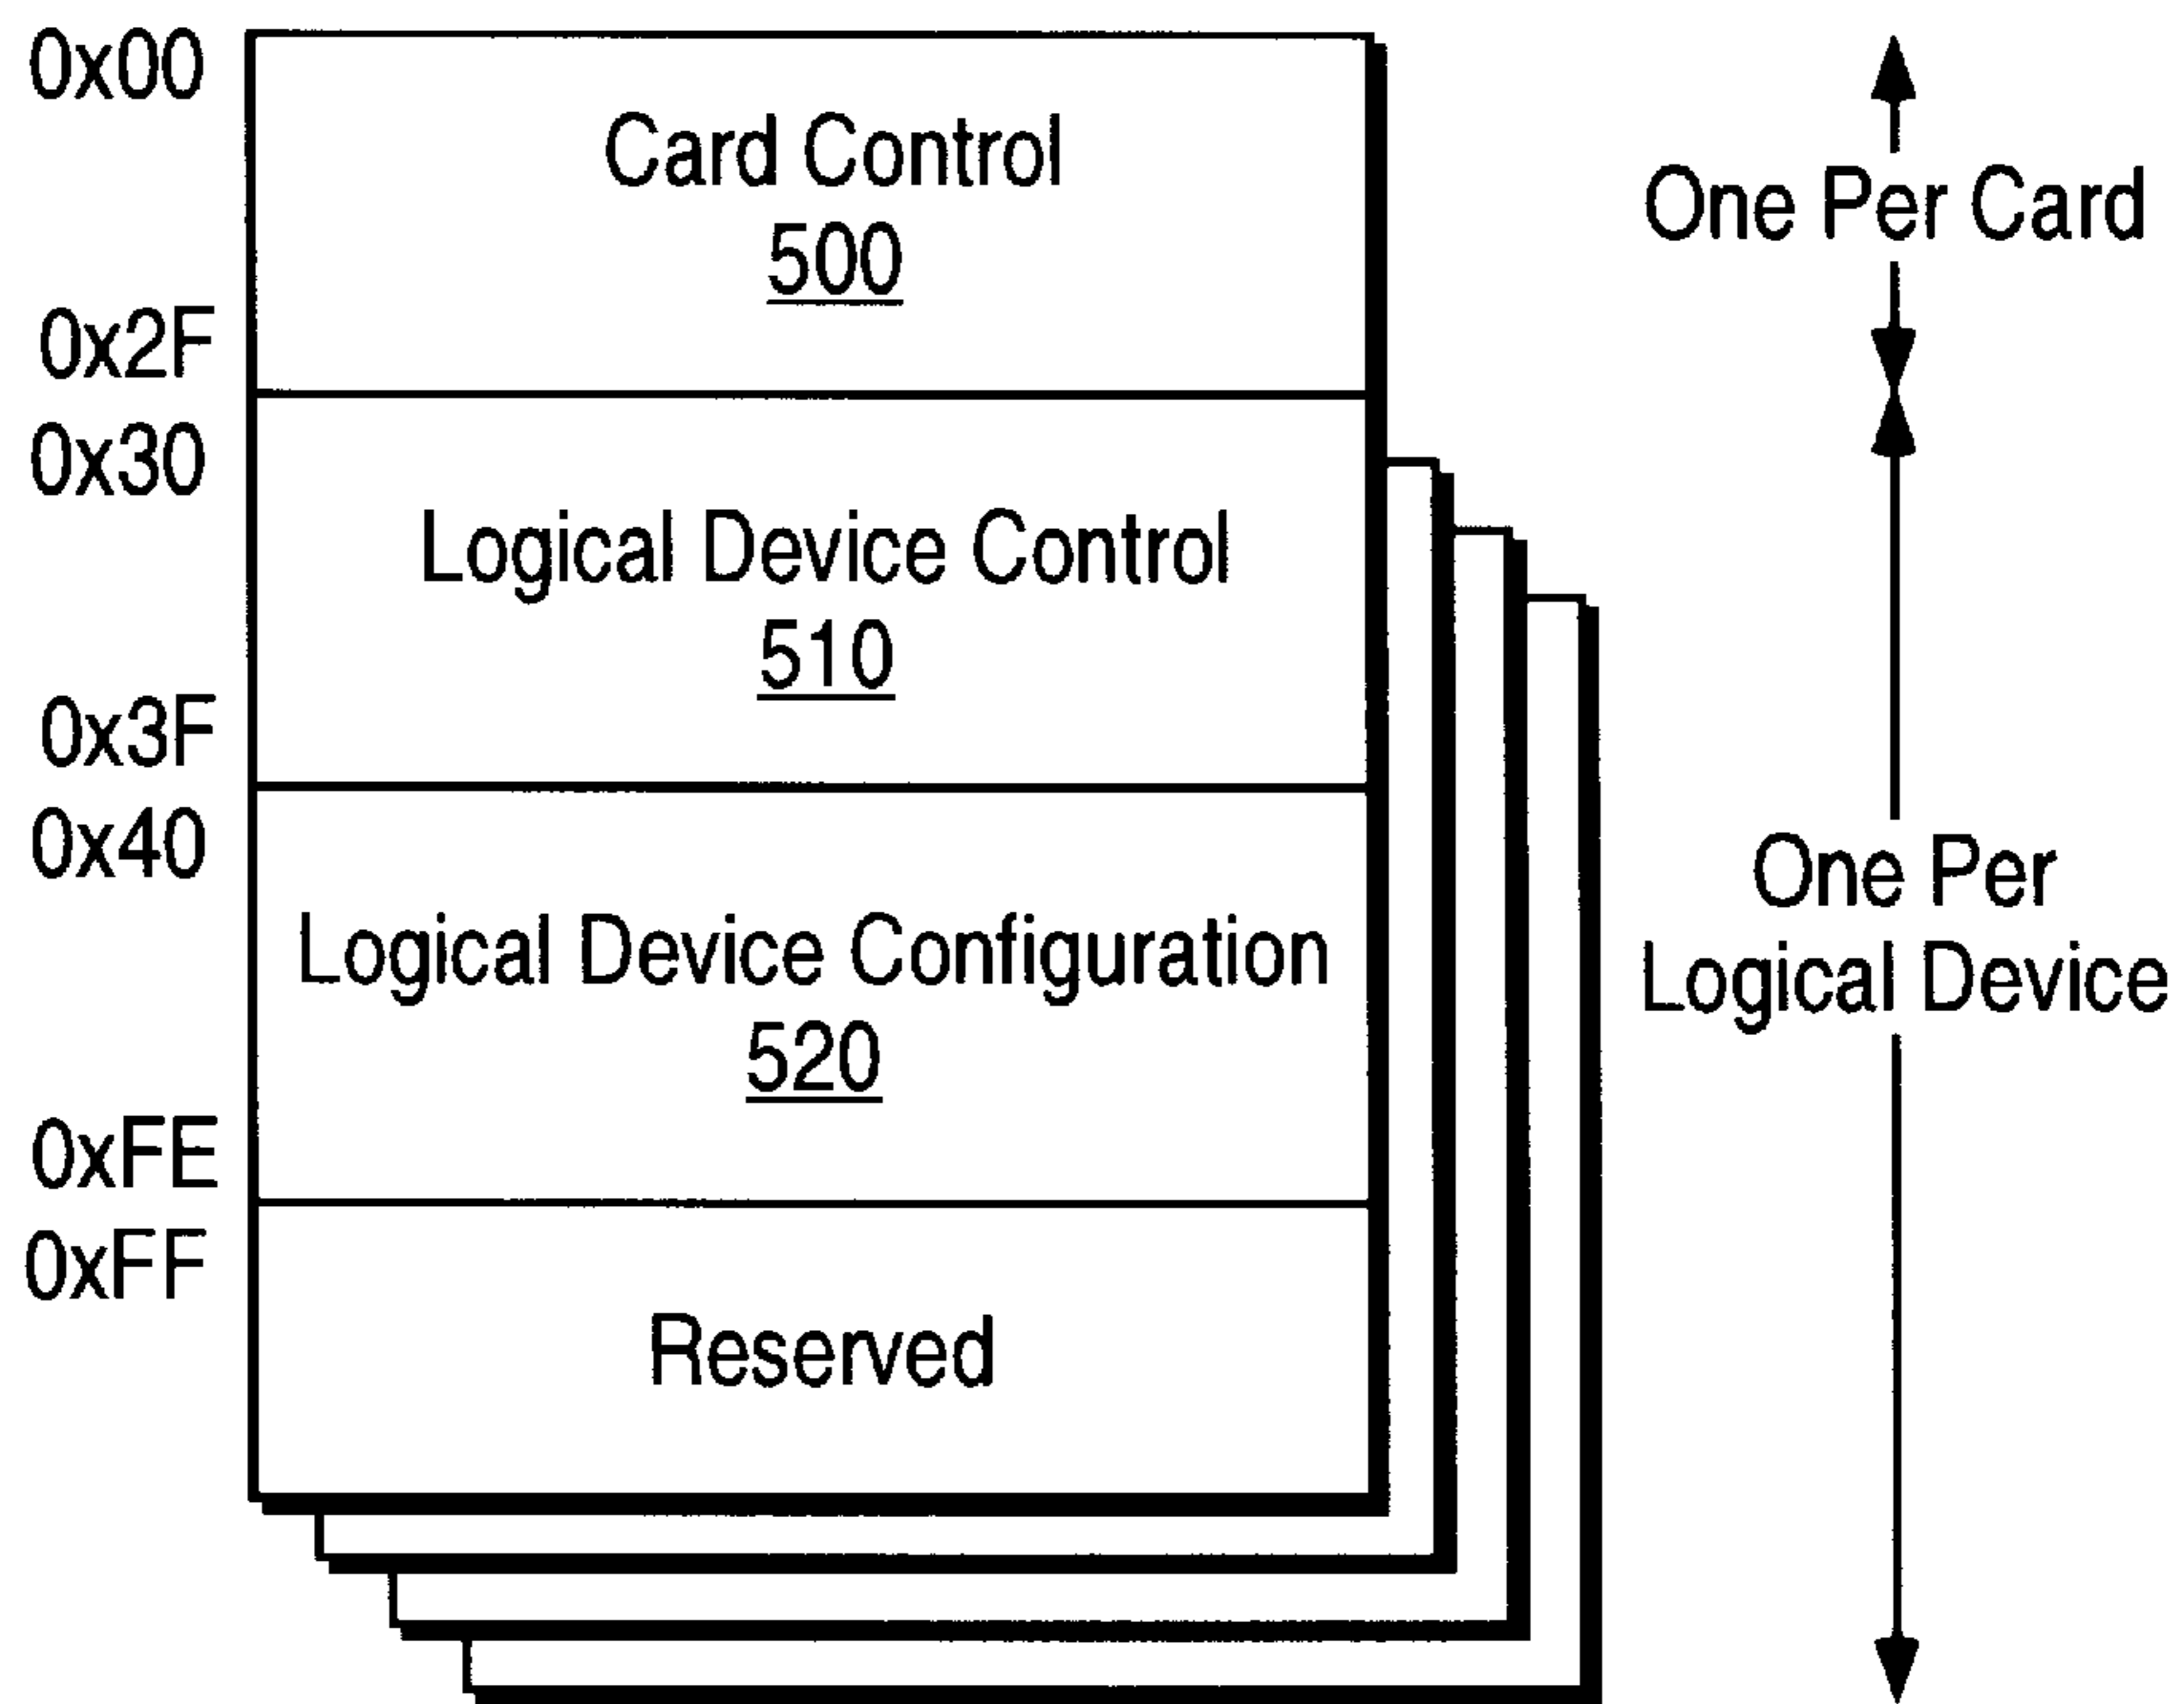 0x00
Card Control
500
0x2F
One Per Card
0x30
Logical Device Control
510
0x3F
0x40
Logical Device Configuration
520
0xFE
One Per
Logical Device
0xFF
Reserved